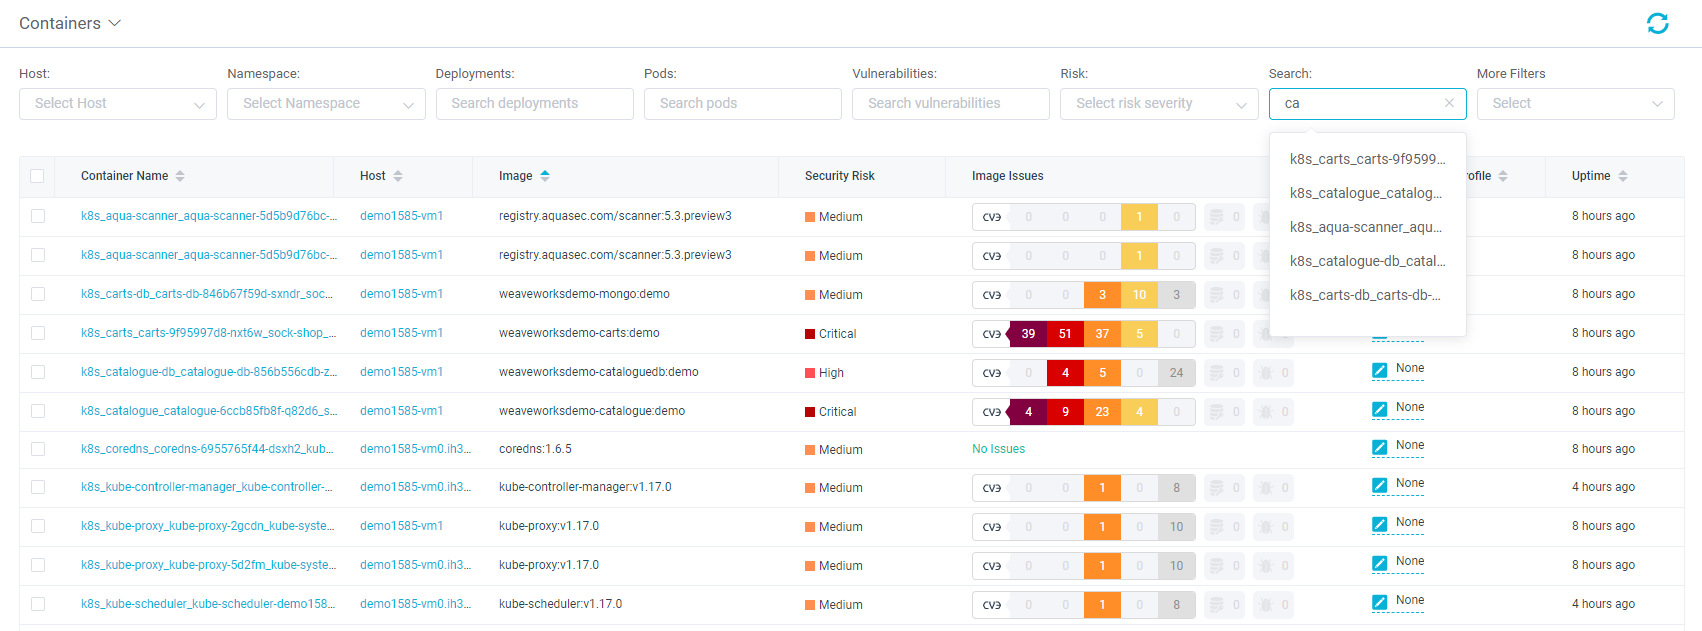 Containers
Host: Namespace: Deployments: Pods: Vulnerabilities: Risk: Search: More Filters
Select Host Select Namespace Search deployments Search pods Search vulnerabilities Select risk severity ca Select
k8s_carts_carts-9f9599...
k8s_catalogue_catalog...
k8s_aqua-scanner_aqu...
k8s_catalogue-db_catal...
k8s_carts-db_carts-db-...
Container Name Host Image Security Risk Image Issues rofile Uptime
k8s_aqua-scanner_aqua-scanner-5d5b9d76bc-... demo1585-vm1 registry.aquasec.com/scanner:5.3.preview3 Medium CVE 0 0 0 1 0 0 8 hours ago
k8s_aqua-scanner_aqua-scanner-5d5b9d76bc-... demo1585-vm1 registry.aquasec.com/scanner:5.3.preview3 Medium CVE 0 0 0 1 0 0 8 hours ago
k8s_carts-db_carts-db-846b67f59d-sxndr_soc... demo1585-vm1 weaveworksdemo-mongo:demo Medium CVE 0 0 3 10 3 0 8 hours ago
k8s_carts_carts-9f95997d8-nxt6w_sock-shop_... demo1585-vm1 weaveworksdemo-carts:demo Critical CVE 39 51 37 5 0 0 0 8 hours ago
k8s_catalogue-db_catalogue-db-856b556cdb-z... demo1585-vm1 weaveworksdemo-cataloguedb:demo High CVE 0 4 5 0 24 0 0 None 8 hours ago
k8s_catalogue_catalogue-6ccb85fb8f-q82d6_s... demo1585-vm1 weaveworksdemo-catalogue:demo Critical CVE 4 9 23 4 0 0 0 None 8 hours ago
k8s_coredns_coredns-6955765f44-dsxh2_kub... demo1585-vm0.ih3... coredns:1.6.5 Medium No Issues None 8 hours ago
k8s_kube-controller-manager_kube-controller-... demo1585-vm0.ih3... kube-controller-manager:v1.17.0 Medium CVE 0 0 1 0 8 0 0 None 4 hours ago
k8s_kube-proxy_kube-proxy-2gcdn_kube-syste... demo1585-vm1 kube-proxy:v1.17.0 Medium CVE 0 0 1 0 10 0 0 None 8 hours ago
k8s_kube-proxy_kube-proxy-5d2fm_kube-syste... demo1585-vm0.ih3... kube-proxy:v1.17.0 Medium CVE 0 0 1 0 10 0 0 None 8 hours ago
k8s_kube-scheduler_kube-scheduler-demo158... demo1585-vm0.ih3... kube-scheduler:v1.17.0 Medium CVE 0 0 1 0 8 0 0 None 4 hours ago